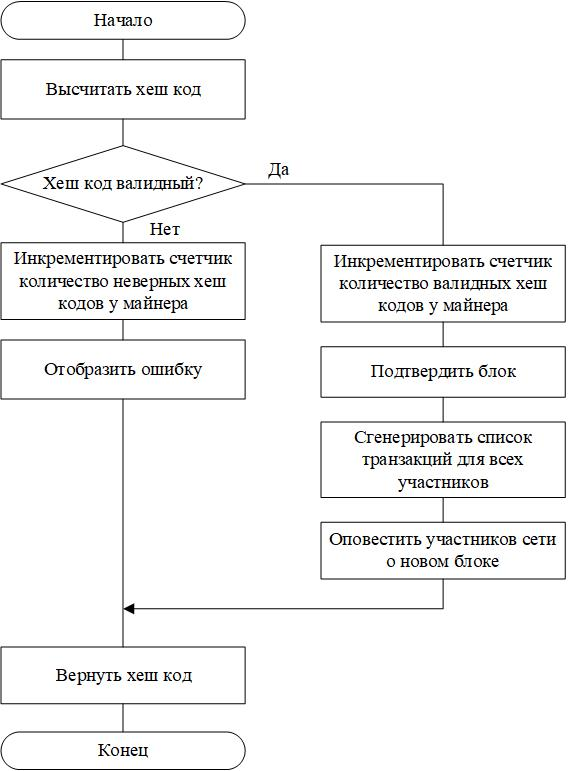 Начало
Высчитать хеш код
Хеш код валидный?
Да
Нет
Инкрементировать счетчик
количество неверных хеш
кодов у майнера
Отобразить ошибку
Инкрементировать счетчик
количество валидных хеш
кодов у майнера
Подтвердить блок
Сгенерировать список
транзакций для всех
участников
Оповестить участников сети
о новом блоке
Вернуть хеш код
Конец